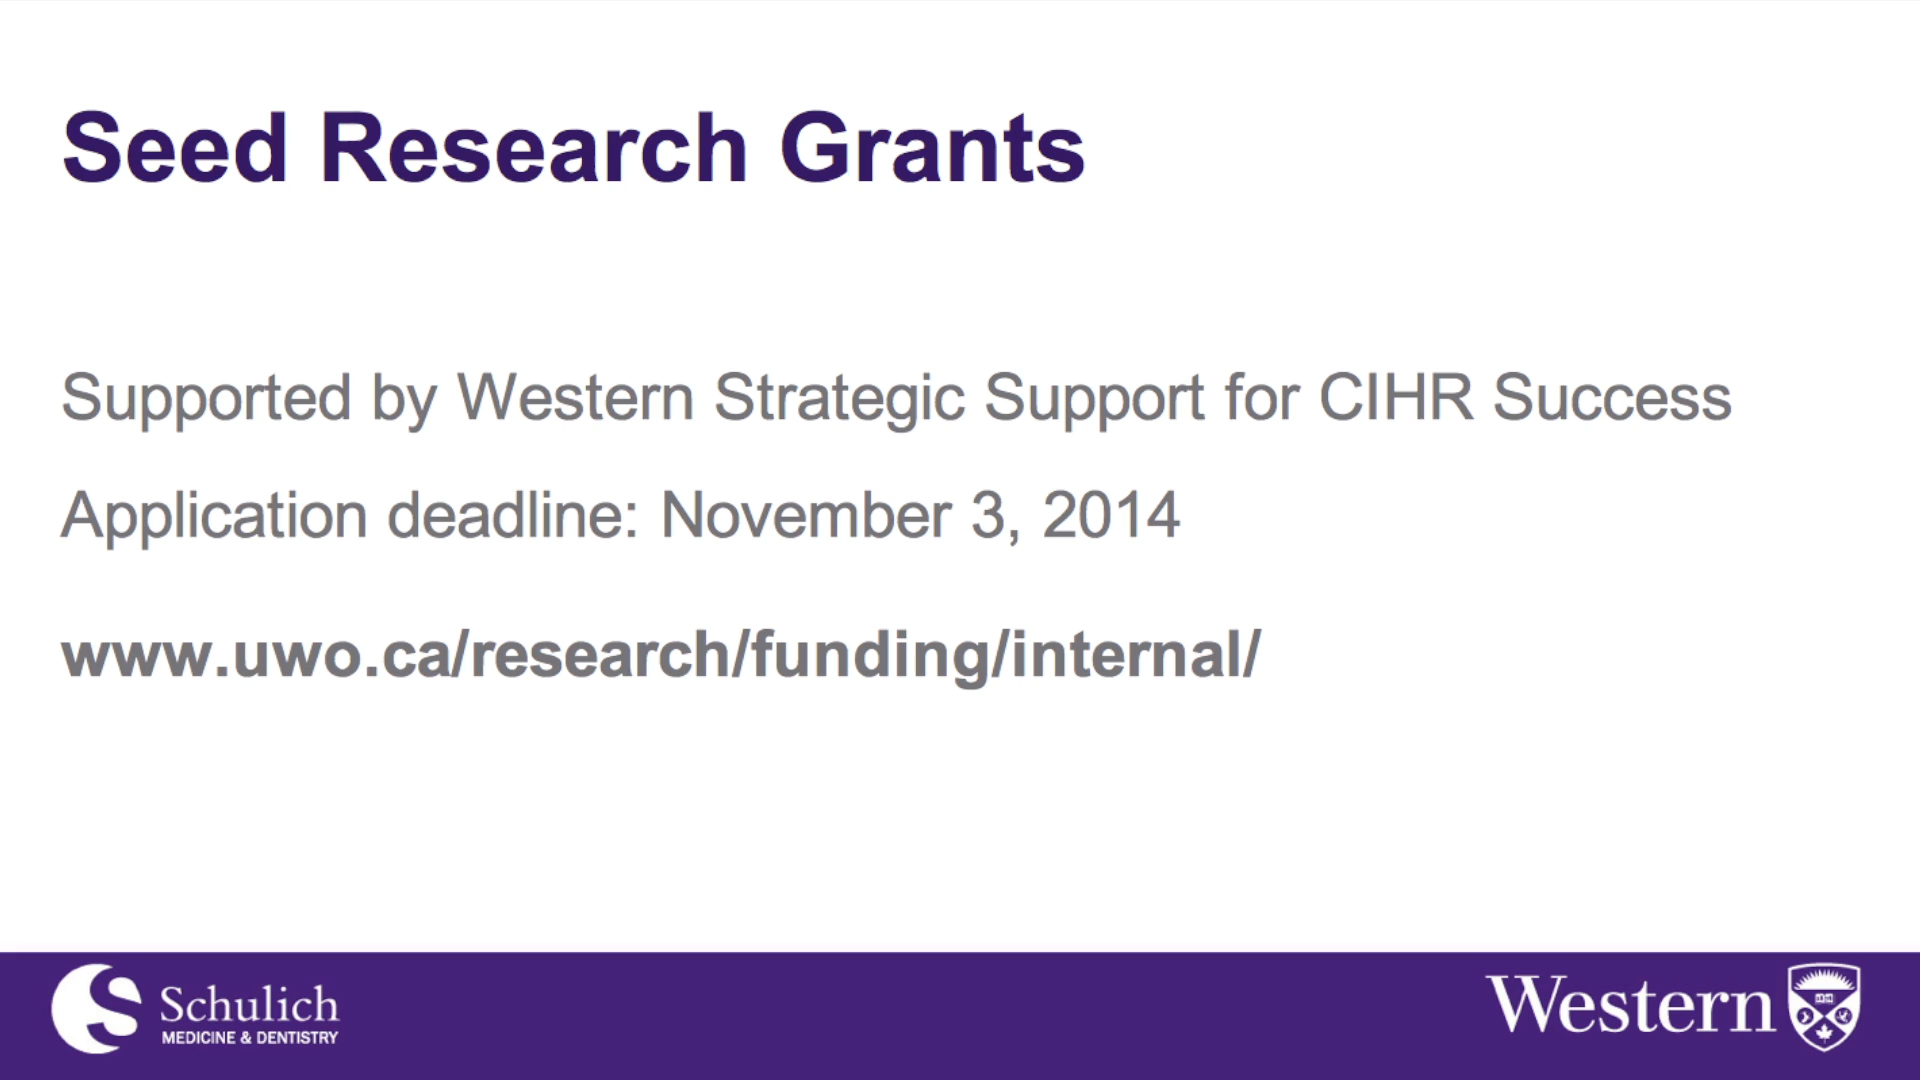 Seed Research Grants
Supported by Western Strategic Support for CIHR Success
Application deadline: November 3, 2014
www.uwo.ca/research/funding/internal/
Schulich
MEDICINE & DENTISTRY
Western